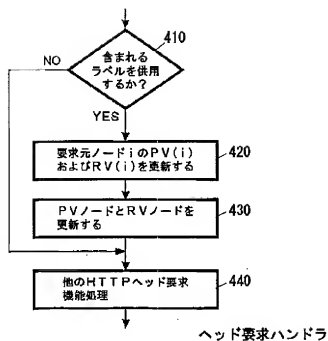 410
含まれる
ラベルを供用
するか？
NO
YES
要求元ノードiのPV(i)
およびRV(i)を更新する
420
PVノードとRVノードを
更新する
430
他のHTTPヘッド要求
機能処理
440
ヘッド要求ハンドラ